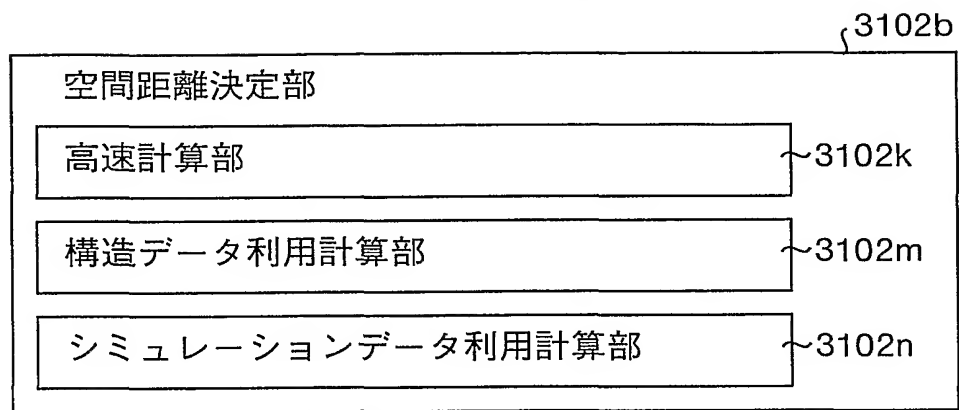 3102b
空間距離決定部
高速計算部
3102k
構造データ利用計算部
3102m
シミュレーションデータ利用計算部
3102n